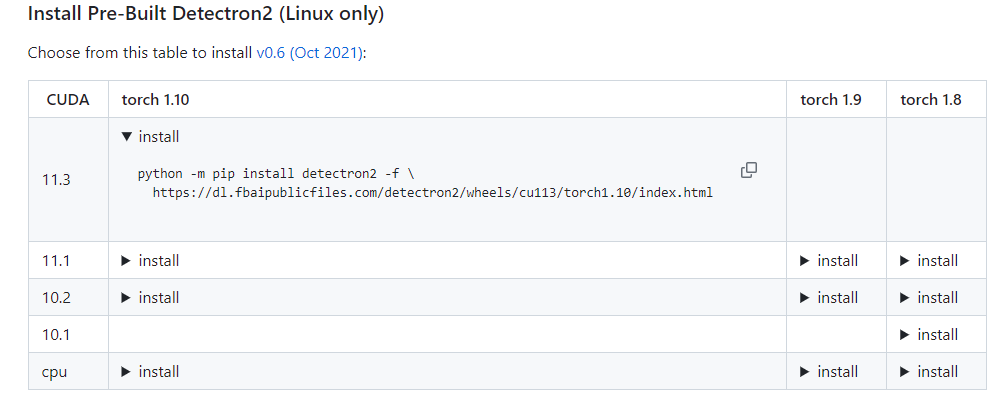 Install Pre-Built Detectron2 (Linux only)
Choose from this table to install v0.6 (Oct 2021):
CUDA torch 1.10 torch 1.9 torch 1.8
11.3 ▼ install
python -m pip install detectron2 -f \
https://dl.fbaipublicfiles.com/detectron2/wheels/cu113/torch1.10/index.html
11.1 ▶ install ▶ install ▶ install
10.2 ▶ install ▶ install ▶ install
10.1 ▶ install
cpu ▶ install ▶ install ▶ install